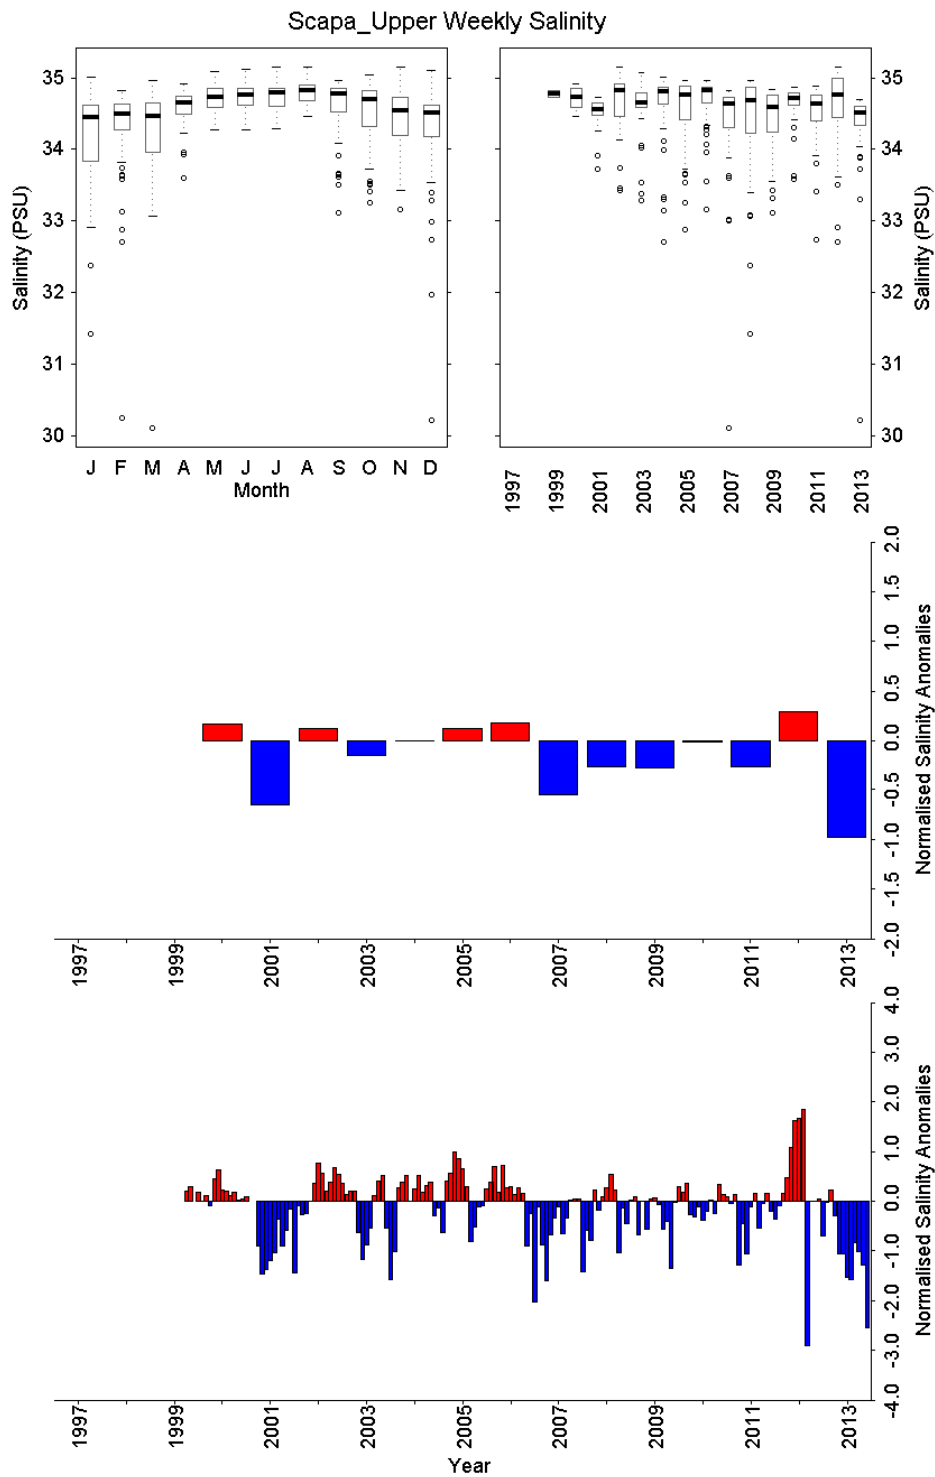 Scapa_Upper Weekly Salinity
35
34
33
32
31
30
Salinity (PSU)
J F M A M J J A S O N D
Month
35
34
33
32
31
30
Salinity (PSU)
1997 1999 2001 2003 2005 2007 2009 2011 2013
2.0
1.5
1.0
0.5
0.0
-0.5
-1.0
-1.5
-2.0
Normalised Salinity Anomalies
1997 1999 2001 2003 2005 2007 2009 2011 2013
4.0
3.0
2.0
1.0
0.0
-1.0
-2.0
-3.0
-4.0
Normalised Salinity Anomalies
1997 1999 2001 2003 2005 2007 2009 2011 2013
Year